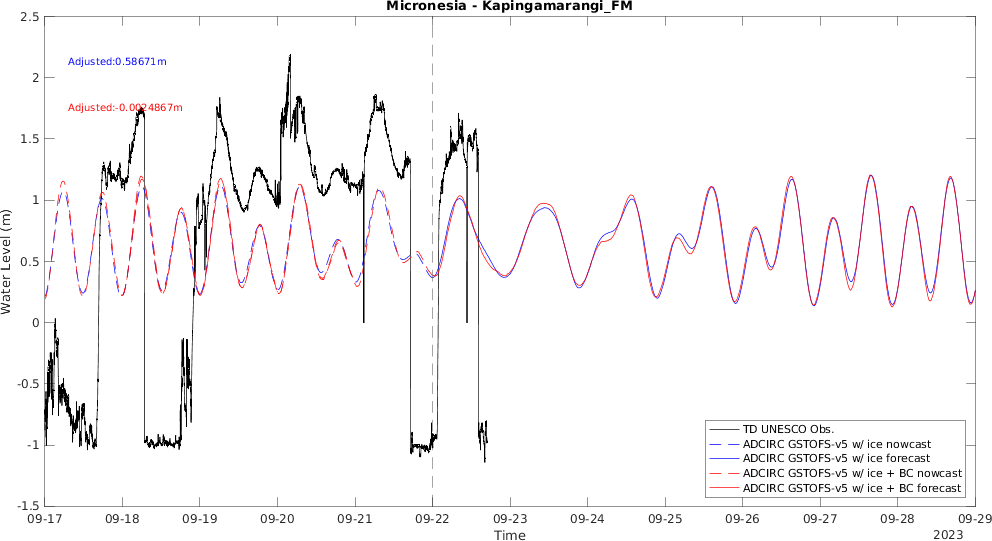 Micronesia - Kapingamarangi_FM
Adjusted:0.58671m
Adjusted:-0.0024867m
Water Level (m)
2.5
2
1.5
1
0.5
0
-0.5
-1
-1.5
TD UNESCO Obs.
ADCIRC GSTOFS-v5 w/ ice nowcast
ADCIRC GSTOFS-v5 w/ ice forecast
ADCIRC GSTOFS-v5 w/ ice + BC nowcast
ADCIRC GSTOFS-v5 w/ ice + BC forecast
09-17 09-18 09-19 09-20 09-21 09-22 09-23 09-24 09-25 09-26 09-27 09-28 09-29
Time
2023